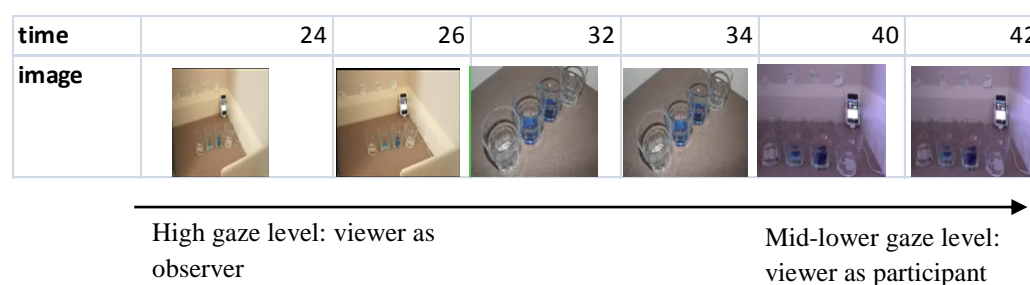 time 24 26 32 34 40 42
image
High gaze level: viewer as
observer
Mid-lower gaze level:
viewer as participant